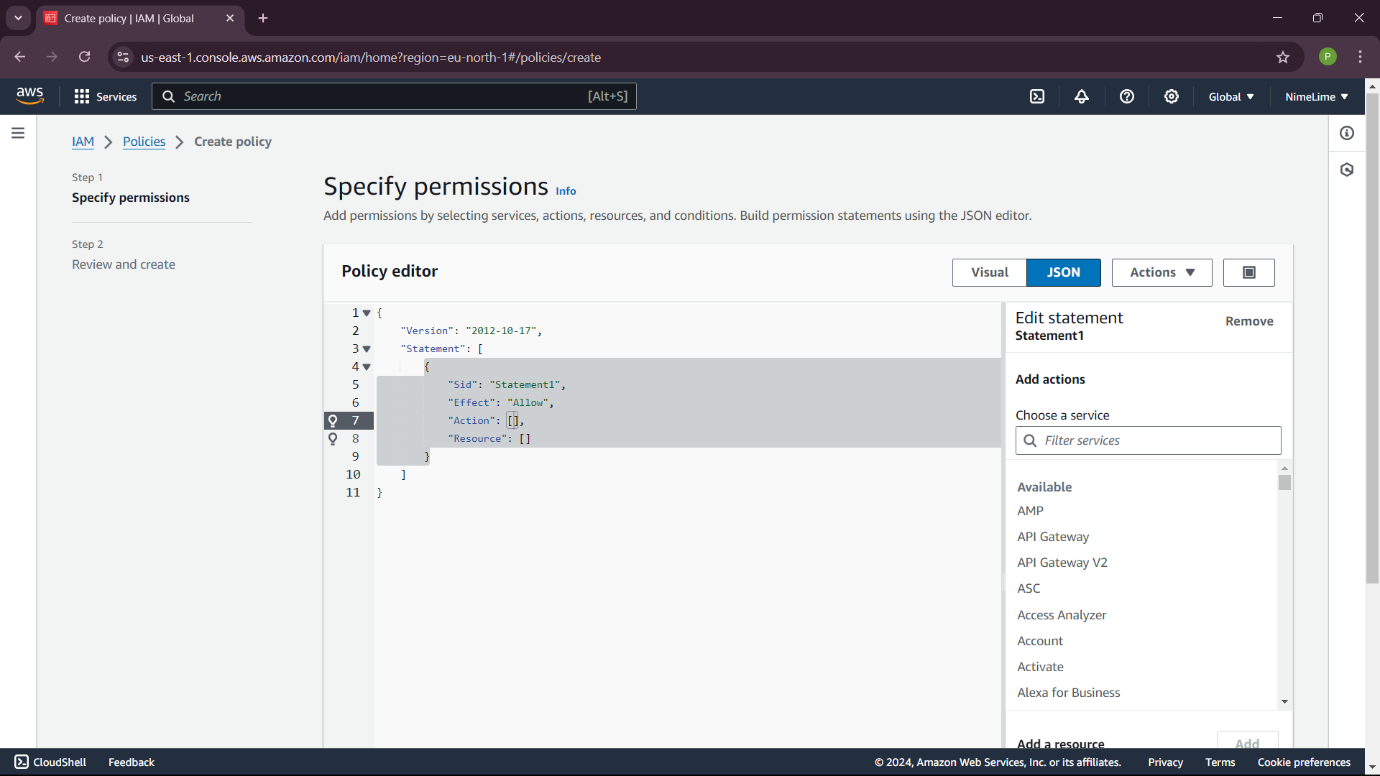 Create policy | IAM | Global
us-east-1.console.aws.amazon.com/iam/home?region=eu-north-1#/policies/create
P
aws
Services
Search
[Alt+S]
Global
NimeLime
IAM
Policies
Create policy
Step 1
Specify permissions
Step 2
Review and create
Specify permissions Info
Add permissions by selecting services, actions, resources, and conditions. Build permission statements using the JSON editor.
Policy editor
Visual
JSON
Actions
1 {
2 "Version": "2012-10-17",
3 "Statement": [
4 {
5 "Sid": "Statement1",
6 "Effect": "Allow",
7 "Action": [],
8 "Resource": []
9 }
10 ]
11 }
Edit statement
Statement1
Remove
Add actions
Choose a service
Filter services
Available
AMP
API Gateway
API Gateway V2
ASC
Access Analyzer
Account
Activate
Alexa for Business
Add a resource
Add
CloudShell
Feedback
© 2024, Amazon Web Services, Inc. or its affiliates.
Privacy
Terms
Cookie preferences